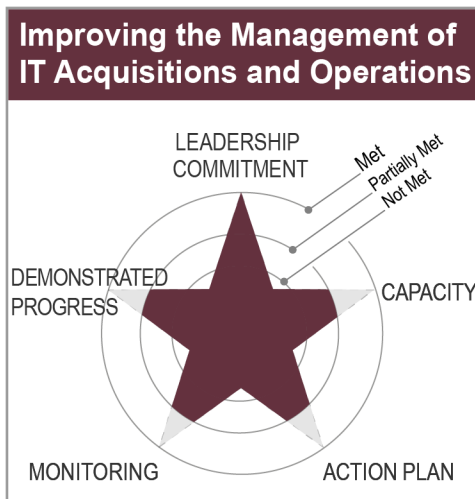 Improving the Management of
IT Acquisitions and Operations
LEADERSHIP
COMMITMENT
Met
Partially Met
Not Met
DEMONSTRATED
PROGRESS
CAPACITY
MONITORING
ACTION PLAN